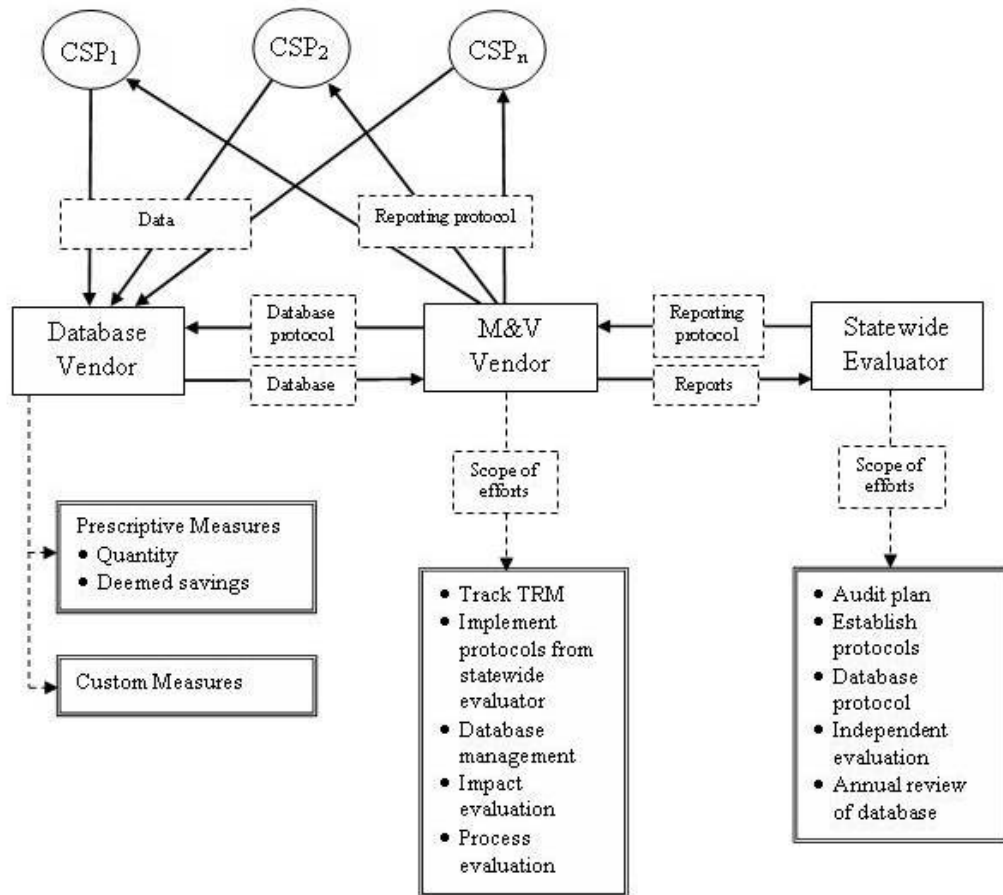 CSP1
CSP2
CSPn
Data
Reporting protocol
Database
Vendor
Database
protocol
Database
M&V
Vendor
Reporting
protocol
Reports
Statewide
Evaluator
Scope of
efforts
Scope of
efforts
Prescriptive Measures
• Quantity
• Deemed savings
Custom Measures
• Track TRM
• Implement
protocols from
statewide
evaluator
• Database
management
• Impact
evaluation
• Process
evaluation
• Audit plan
• Establish
protocols
• Database
protocol
• Independent
evaluation
• Annual review
of database